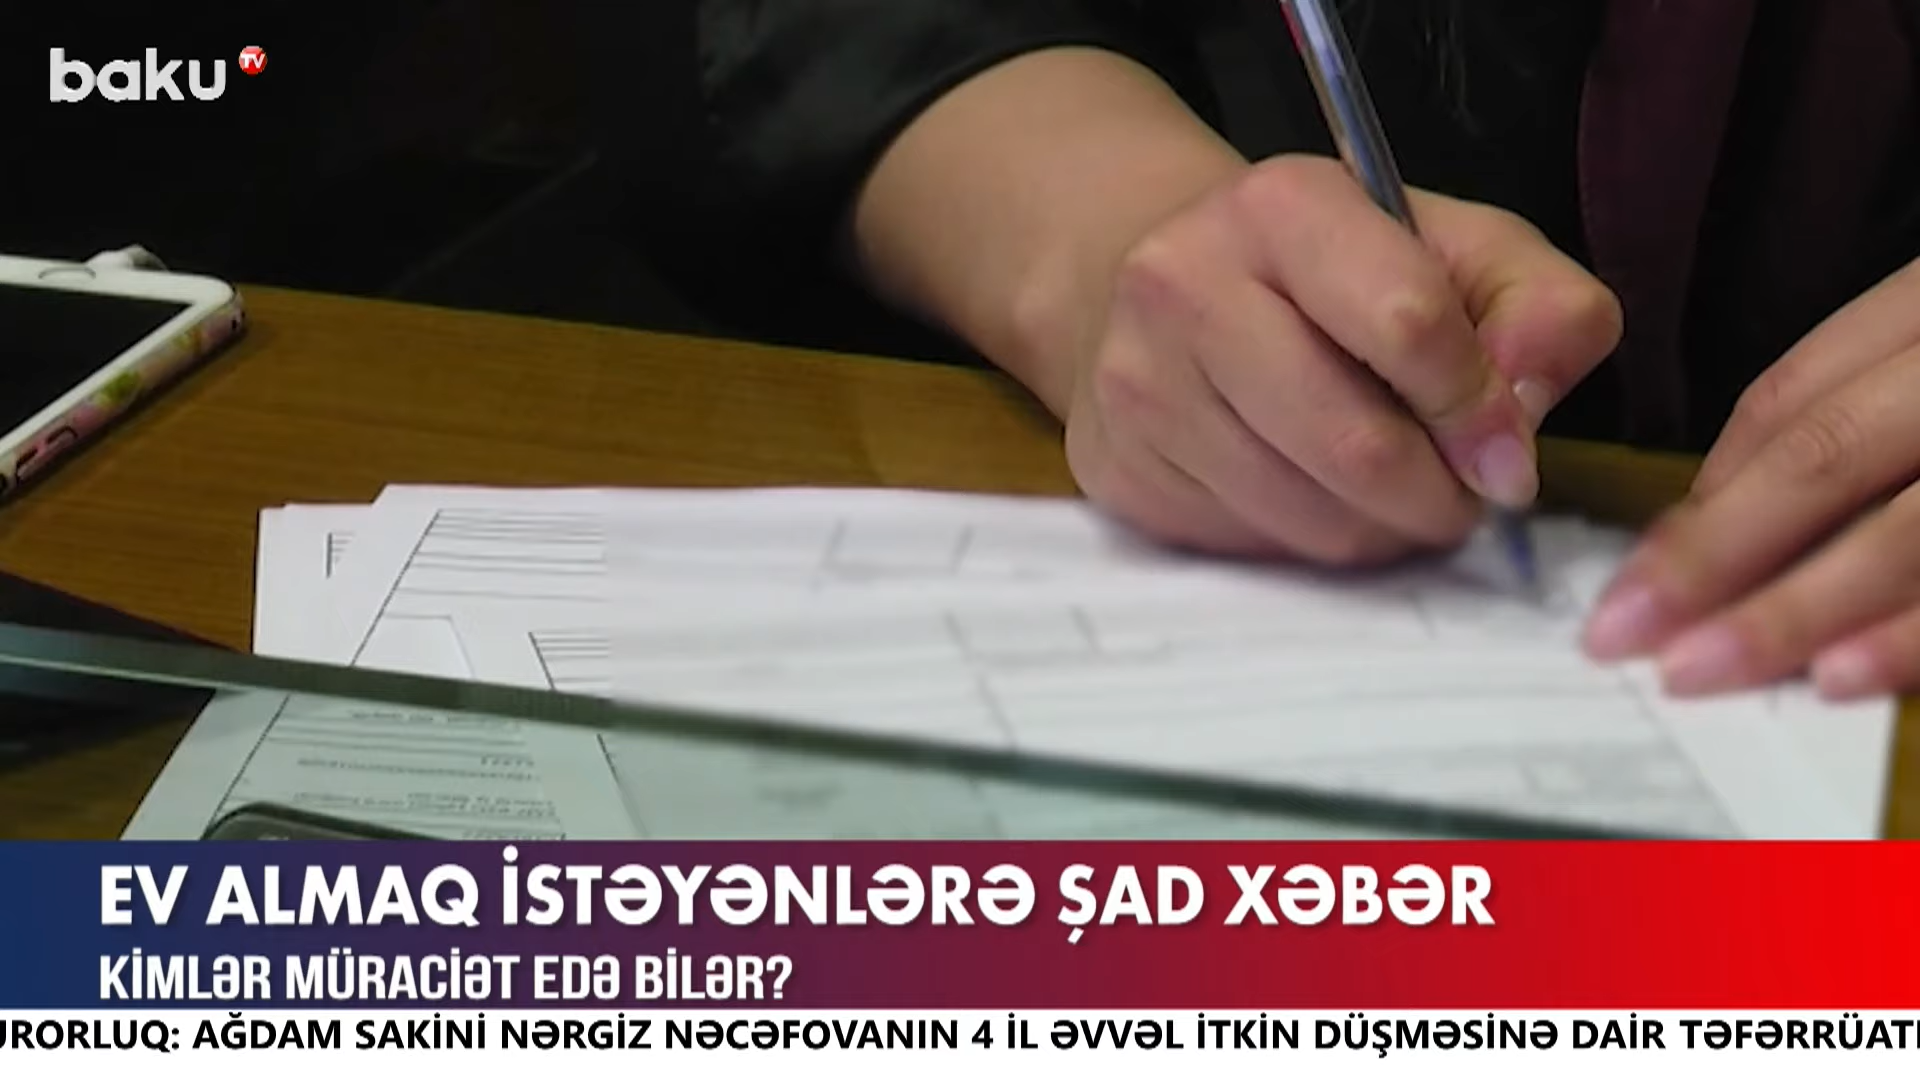 baku TV
EV ALMAQ İSTƏYƏNLƏRƏ ŞAD XƏBƏR
KİMLƏR MÜRACİƏT EDƏ BİLƏR?
URORLUQ: AĞDAM SAKİNİ NƏRGİZ NƏCƏFOVANIN 4 İL ƏVVƏL İTKİN DÜŞMƏSİNƏ DAİR TƏFƏRRÜATI